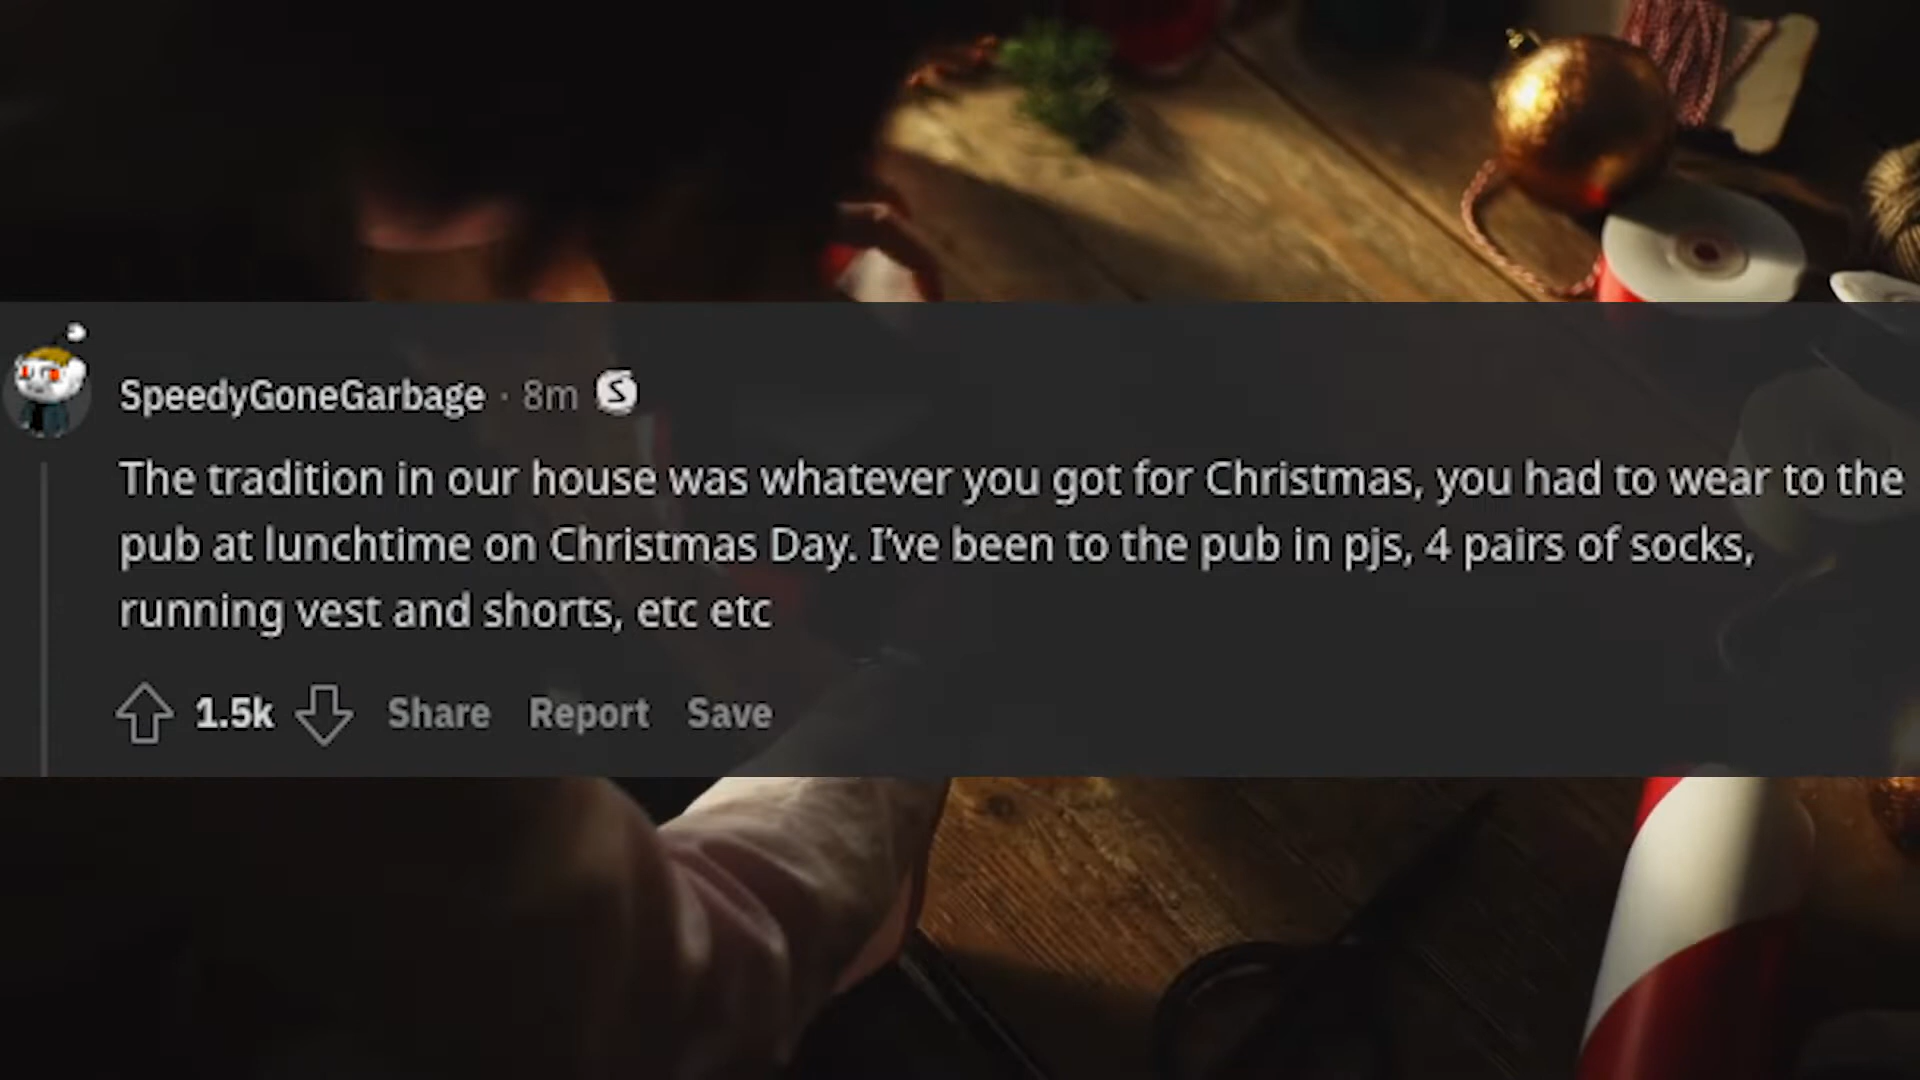 SpeedyGoneGarbage · 8m
The tradition in our house was whatever you got for Christmas, you had to wear to the
pub at lunchtime on Christmas Day. I've been to the pub in pjs, 4 pairs of socks,
running vest and shorts, etc etc
1.5k Share Report Save